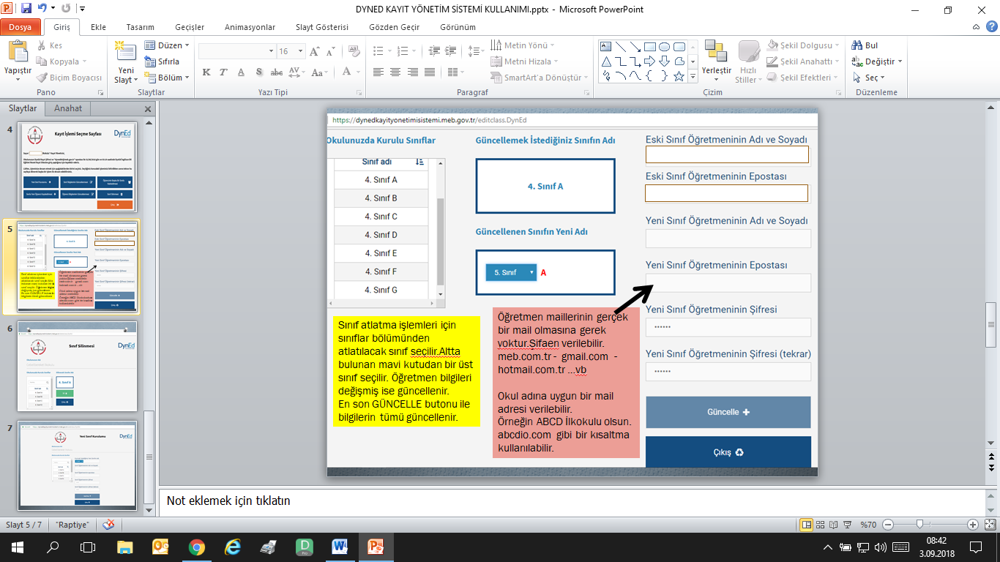 DYNED KAYIT YÖNETİM SİSTEMİ KULLANIMI.pptx - Microsoft PowerPoint
Dosya
Giriş
Ekle
Tasarım
Geçişler
Animasyonlar
Slayt Gösterisi
Gözden Geçir
Görünüm
Yapıştır
Kes
Kopyala
Biçim Boyacısı
Pano
Yeni
Slayt
Düzen
Sıfırla
Bölüm
Slaytlar
16
K T A S abc AV Aa A
Yazı Tipi
Metin Yönü
Metni Hizala
SmartArt'a Dönüştür
Paragraf
Yerleştir
Hızlı
Stiller
Şekil Dolgusu
Şekil Anahattı
Şekil Efektleri
Çizim
Bul
Değiştir
Seç
Düzenleme
Slaytlar
Anahat
4
Kayıt İşlemi Seçme Sayfası
DynEd
5
6
Sınıf Silinmesi
DynEd
7
Yeni Sınıf Kurulumu
DynEd
https://dynedkayityonetimisistemi.meb.gov.tr/editclass.DynEd
Okulunuzda Kurulu Sınıflar
Sınıf adı
4. Sınıf A
4. Sınıf B
4. Sınıf C
4. Sınıf D
4. Sınıf E
4. Sınıf F
4. Sınıf G
Güncellemek İstediğiniz Sınıfın Adı
4. Sınıf A
Güncellenen Sınıfın Yeni Adı
5. Sınıf
A
Eski Sınıf Öğretmeninin Adı ve Soyadı
Eski Sınıf Öğretmeninin Epostası
Yeni Sınıf Öğretmeninin Adı ve Soyadı
Yeni Sınıf Öğretmeninin Epostası
Yeni Sınıf Öğretmeninin Şifresi
••••••
Yeni Sınıf Öğretmeninin Şifresi (tekrar)
••••••
Güncelle
Çıkış
Sınıf atlatma işlemleri için
sınıflar bölümünden
atlatılacak sınıf seçilir.Altta
bulunan mavi kutudan bir üst
sınıf seçilir. Öğretmen bilgileri
değişmiş ise güncellenir.
En son GÜNCELLE butonu ile
bilgilerin tümü güncellenir.
Öğretmen maillerinin gerçek
bir mail olmasına gerek
yoktur.Şifaen verilebilir.
meb.com.tr - gmail.com -
hotmail.com.tr ...vb
Okul adına uygun bir mail
adresi verilebilir.
Örneğin ABCD İlkokulu olsun.
abcdio.com gibi bir kısaltma
kullanılabilir.
Not eklemek için tıklatın
Slayt 5 / 7
"Raptiye"
%70
08:42
3.09.2018